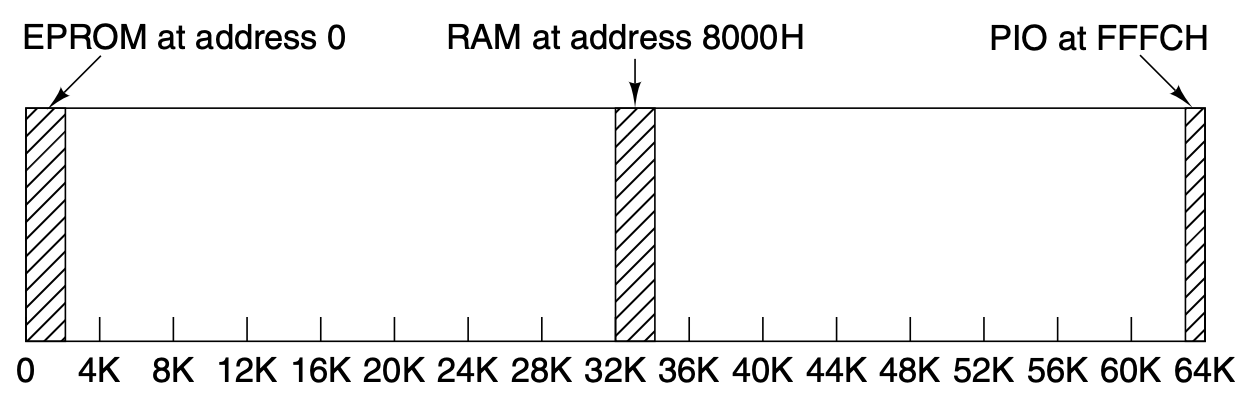 EPROM at address 0 RAM at address 8000H PIO at FFFCH
0 4K 8K 12K 16K 20K 24K 28K 32K 36K 40K 44K 48K 52K 56K 60K 64K